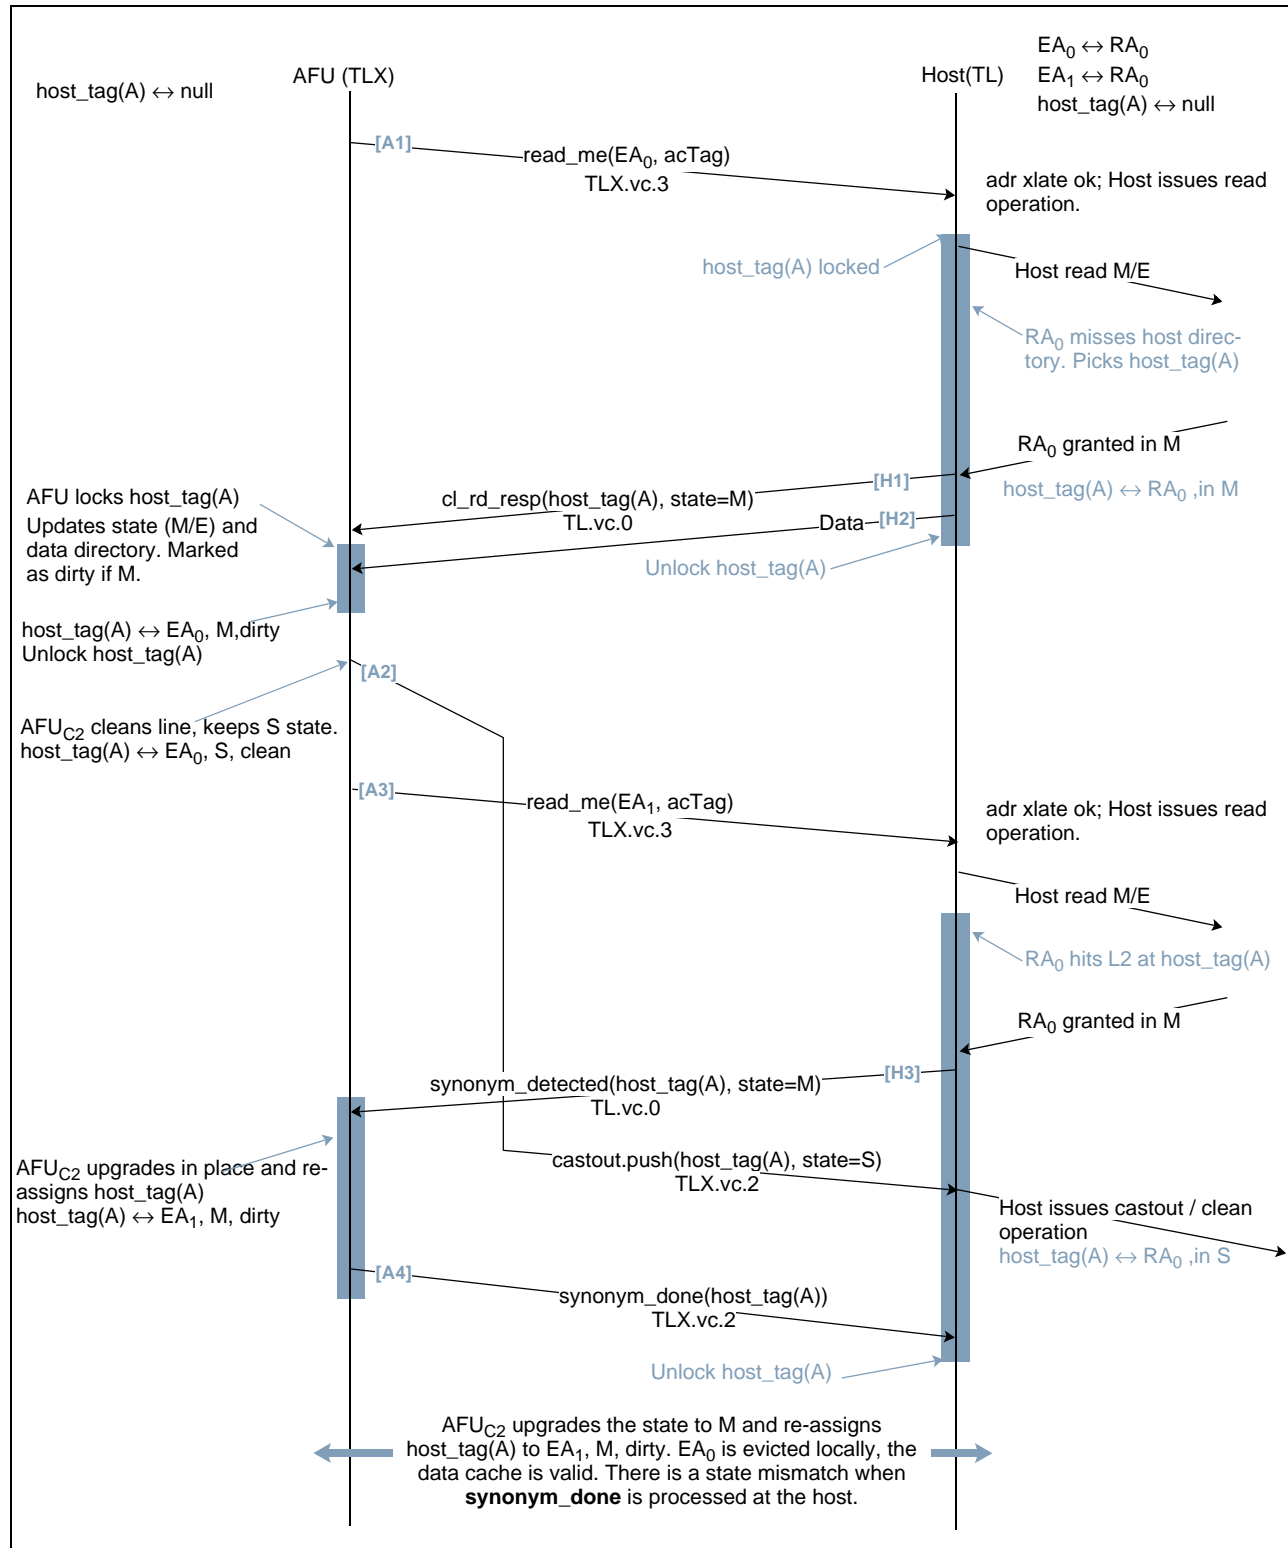 EA₀ ↔ RA₀
AFU (TLX)
Host(TL)
EA₁ ↔ RA₀
host_tag(A) ↔ null
host_tag(A) ↔ null
[A1]
read_me(EA₀, acTag)
TLX.vc.3
adr xlate ok; Host issues read
operation.
host_tag(A) locked
Host read M/E
RA₀ misses host direc-
tory. Picks host_tag(A)
RA₀ granted in M
[H1]
host_tag(A) ↔ RA₀ ,in M
AFU locks host_tag(A)
cl_rd_resp(host_tag(A), state=M)
TL.vc.0
Updates state (M/E) and
data directory. Marked
as dirty if M.
Data
[H2]
Unlock host_tag(A)
host_tag(A) ↔ EA₀, M,dirty
Unlock host_tag(A)
[A2]
AFU_C2 cleans line, keeps S state.
host_tag(A) ↔ EA₀, S, clean
[A3]
read_me(EA₁, acTag)
TLX.vc.3
adr xlate ok; Host issues read
operation.
Host read M/E
RA₀ hits L2 at host_tag(A)
RA₀ granted in M
[H3]
synonym_detected(host_tag(A), state=M)
TL.vc.0
AFU_C2 upgrades in place and re-
assigns host_tag(A)
host_tag(A) ↔ EA₁, M, dirty
castout.push(host_tag(A), state=S)
TLX.vc.2
Host issues castout / clean
operation
host_tag(A) ↔ RA₀ ,in S
[A4]
synonym_done(host_tag(A))
TLX.vc.2
Unlock host_tag(A)
AFU_C2 upgrades the state to M and re-assigns
host_tag(A) to EA₁, M, dirty. EA₀ is evicted locally, the
data cache is valid. There is a state mismatch when
synonym_done is processed at the host.